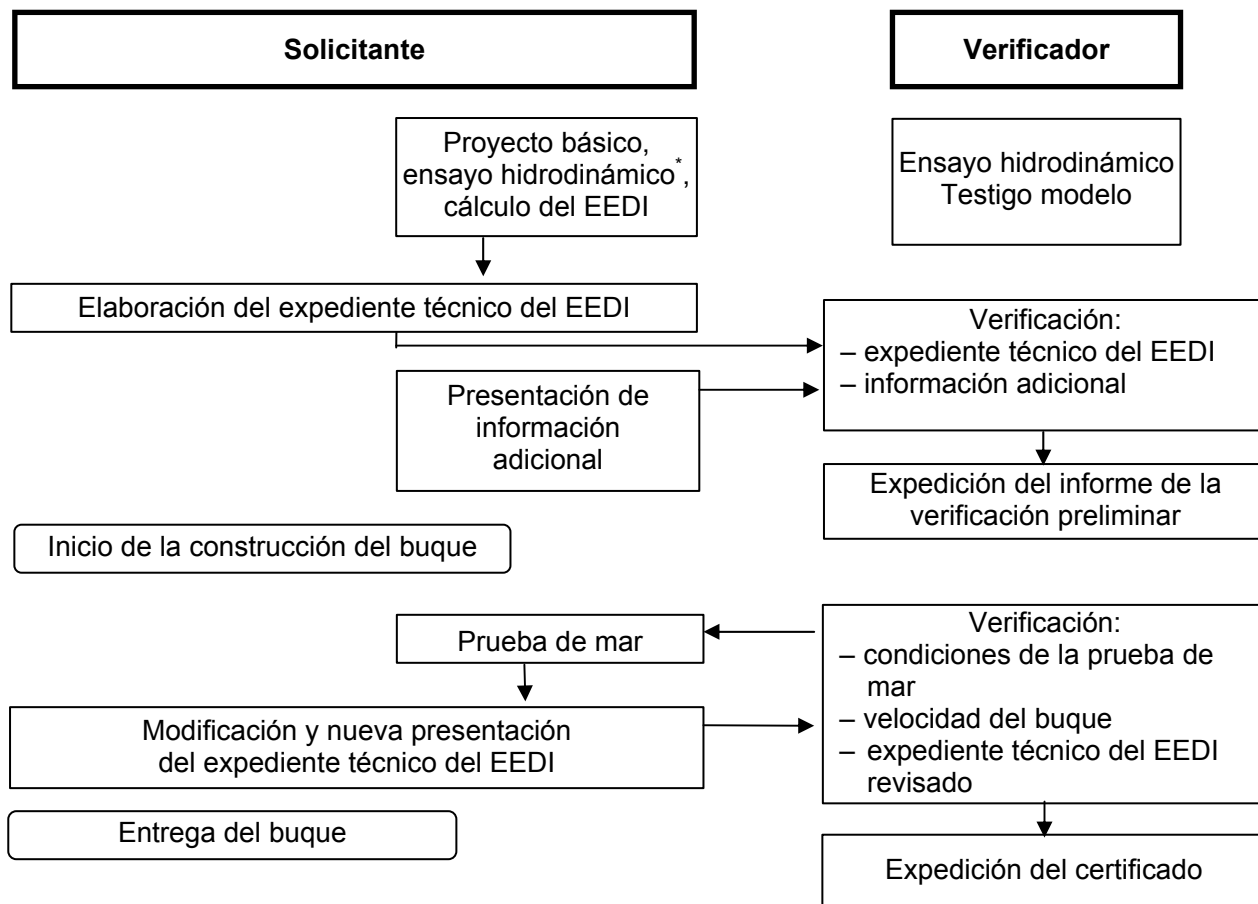 Solicitante
Verificador
Proyecto básico,
ensayo hidrodinámico*,
cálculo del EEDI
Ensayo hidrodinámico
Testigo modelo
Elaboración del expediente técnico del EEDI
Verificación:
– expediente técnico del EEDI
– información adicional
Presentación de
información
adicional
Expedición del informe de la
verificación preliminar
Inicio de la construcción del buque
Prueba de mar
Verificación:
– condiciones de la prueba de
mar
– velocidad del buque
– expediente técnico del EEDI
revisado
Modificación y nueva presentación
del expediente técnico del EEDI
Entrega del buque
Expedición del certificado